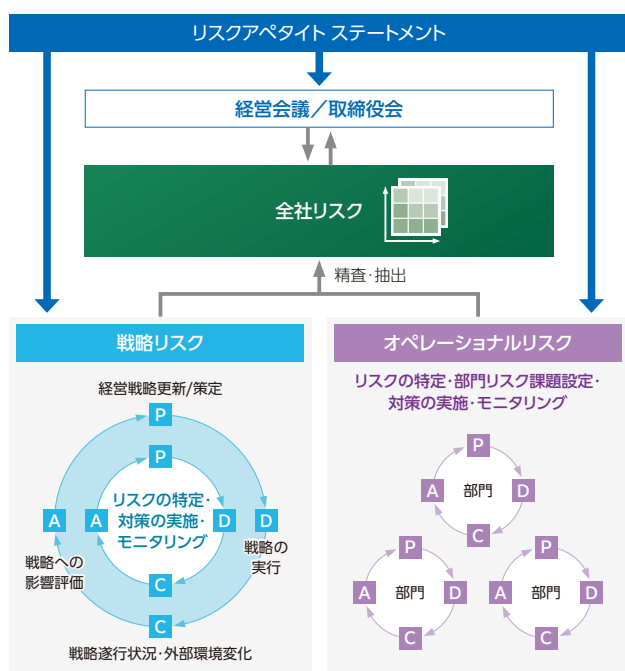 リスクアペタイト ステートメント
経営会議／取締役会
全社リスク
精査・抽出
戦略リスク
経営戦略更新/策定
P
P
A
A
リスクの特定・
対策の実施・
モニタリング
D
D
戦略への
影響評価
戦略の
実行
C
C
戦略遂行状況・外部環境変化
オペレーショナルリスク
リスクの特定・部門リスク課題設定・
対策の実施・モニタリング
P
A
部門
D
C
P
A
部門
D
C
P
A
部門
D
C